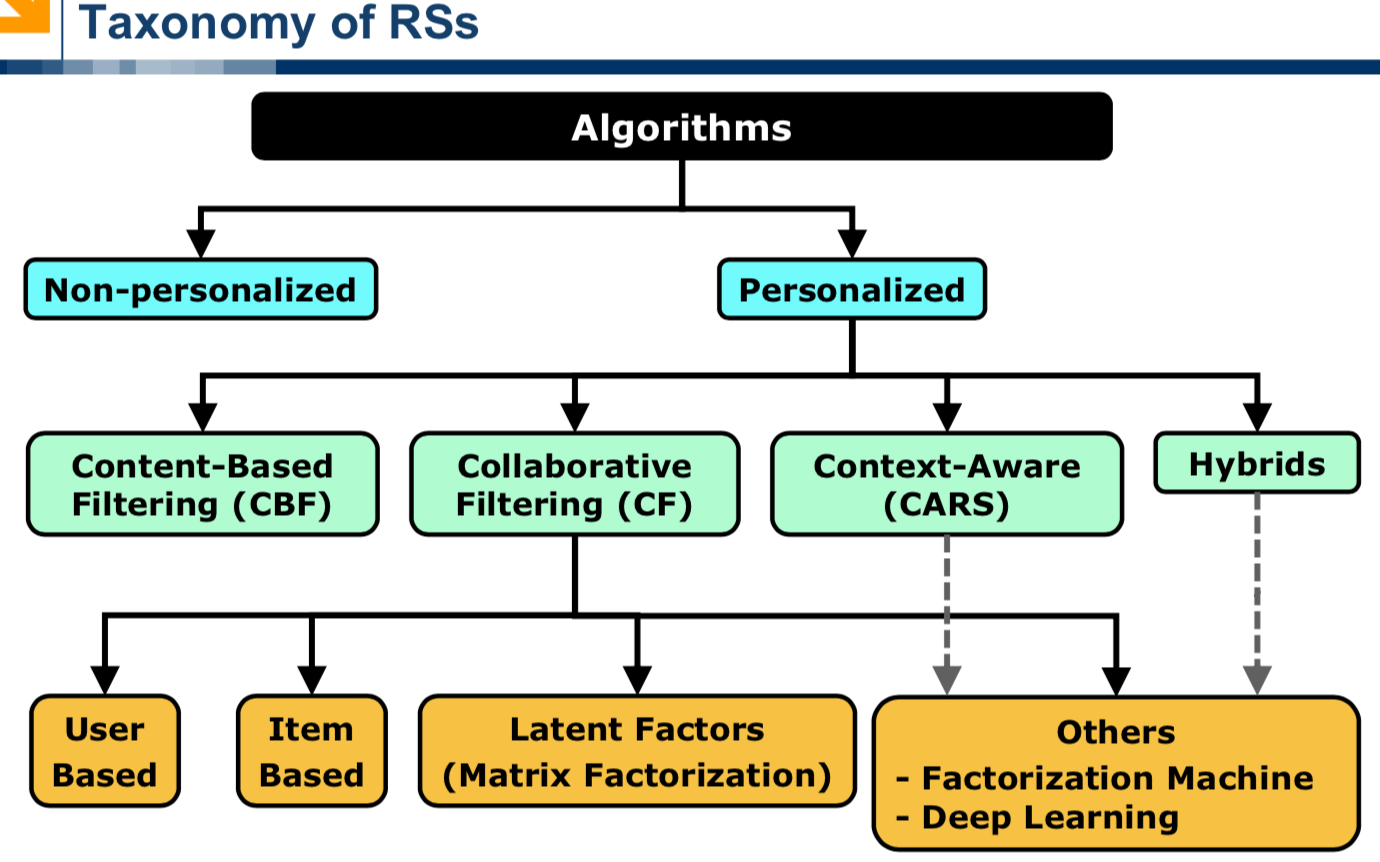 Taxonomy of RSs
Algorithms
Non-personalized
Personalized
Content-Based
Filtering (CBF)
Collaborative
Filtering (CF)
Context-Aware
(CARS)
Hybrids
User
Based
Item
Based
Latent Factors
(Matrix Factorization)
Others
- Factorization Machine
- Deep Learning